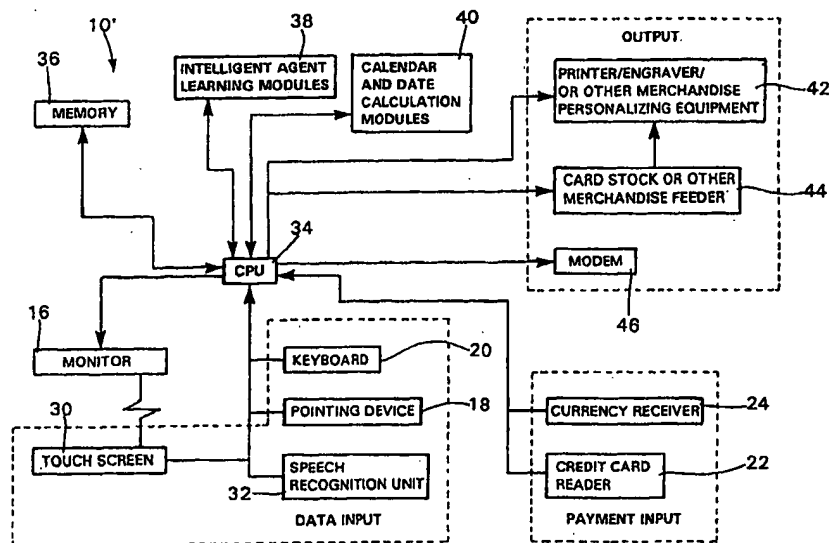 10'
38
40
36
INTELLIGENT AGENT
LEARNING MODULES
CALENDAR
AND DATE
CALCULATION
MODULES
MEMORY
OUTPUT
PRINTER/ENGRAVER/
OR OTHER MERCHANDISE
PERSONALIZING EQUIPMENT
42
CARD STOCK OR OTHER
MERCHANDISE FEEDER
44
34
CPU
MODEM
46
16
MONITOR
KEYBOARD
20
POINTING DEVICE
18
30
TOUCH SCREEN
SPEECH
RECOGNITION UNIT
32
DATA INPUT
CURRENCY RECEIVER
24
CREDIT CARD
READER
22
PAYMENT INPUT